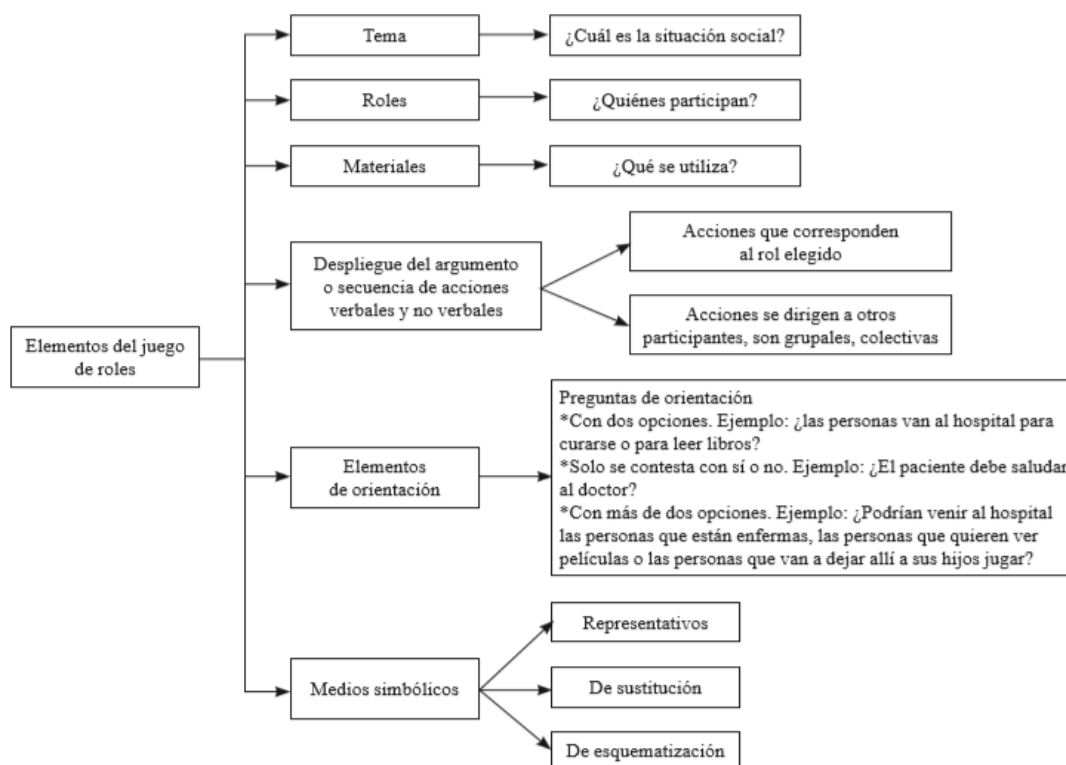 Tema
¿Cuál es la situación social?
Roles
¿Quiénes participan?
Materiales
¿Qué se utiliza?
Despliegue del argumento
o secuencia de acciones
verbales y no verbales
Acciones que corresponden
al rol elegido
Acciones se dirigen a otros
participantes, son grupales, colectivas
Elementos del juego
de roles
Elementos
de orientación
Preguntas de orientación
*Con dos opciones. Ejemplo: ¿las personas van al hospital para
curarse o para leer libros?
*Solo se contesta con sí o no. Ejemplo: ¿El paciente debe saludar
al doctor?
*Con más de dos opciones. Ejemplo: ¿Podrían venir al hospital
las personas que están enfermas, las personas que quieren ver
películas o las personas que van a dejar allí a sus hijos jugar?
Medios simbólicos
Representativos
De sustitución
De esquematización